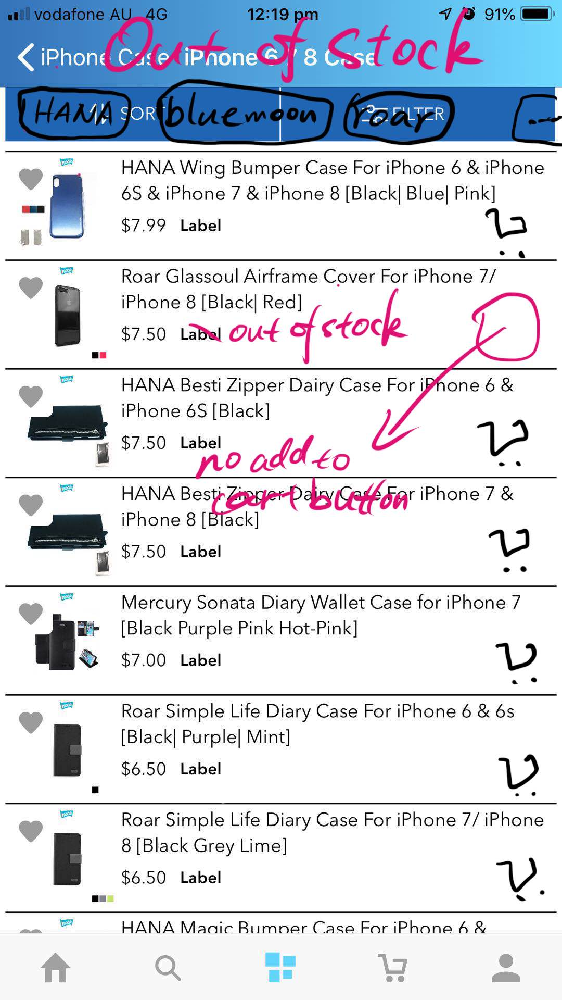 vodafone AU 4G 12:19 pm 91%
Out of stock
iPhone Case iPhone 6 7 8 Case
HANA bluemoon roar ...
SORT FILTER
mobile
HANA Wing Bumper Case For iPhone 6 & iPhone
6S & iPhone 7 & iPhone 8 [Black| Blue| Pink]
$7.99 Label
mobile
Roar Glassoul Airframe Cover For iPhone 7/
iPhone 8 [Black| Red]
$7.50 Label out of stock
mobile
HANA Besti Zipper Dairy Case For iPhone 6 &
iPhone 6S [Black]
$7.50 Label
no add to
cart button
mobile
HANA Besti Zipper Dairy Case For iPhone 7 &
iPhone 8 [Black]
$7.50 Label
mobile
Mercury Sonata Diary Wallet Case for iPhone 7
[Black Purple Pink Hot-Pink]
$7.00 Label
mobile
Roar Simple Life Diary Case For iPhone 6 & 6s
[Black| Purple| Mint]
$6.50 Label
mobile
Roar Simple Life Diary Case For iPhone 7/ iPhone
8 [Black Grey Lime]
$6.50 Label
mobile
HANA Magic Bumper Case For iPhone 6 &